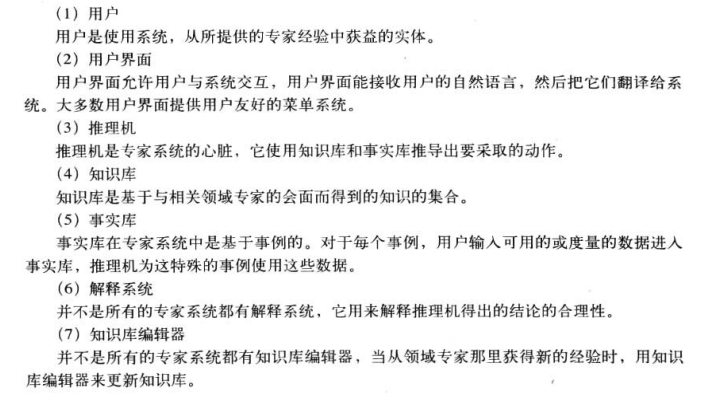 (1) 用户
用户是使用系统，从所提供的专家经验中获益的实体。
(2) 用户界面
用户界面允许用户与系统交互，用户界面能接收用户的自然语言，然后把它们翻译给系
统。大多数用户界面提供用户友好的菜单系统。
(3) 推理机
推理机是专家系统的心脏，它使用知识库和事实库推导出要采取的动作。
(4) 知识库
知识库是基于与相关领域专家的会面而得到的知识的集合。
(5) 事实库
事实库在专家系统中是基于事例的。对于每个事例，用户输入可用的或度量的数据进入
事实库，推理机为这特殊的事例使用这些数据。
(6) 解释系统
并不是所有的专家系统都有解释系统，它用来解释推理机得出的结论的合理性。
(7) 知识库编辑器
并不是所有的专家系统都有知识库编辑器，当从领域专家那里获得新的经验时，用知识
库编辑器来更新知识库。